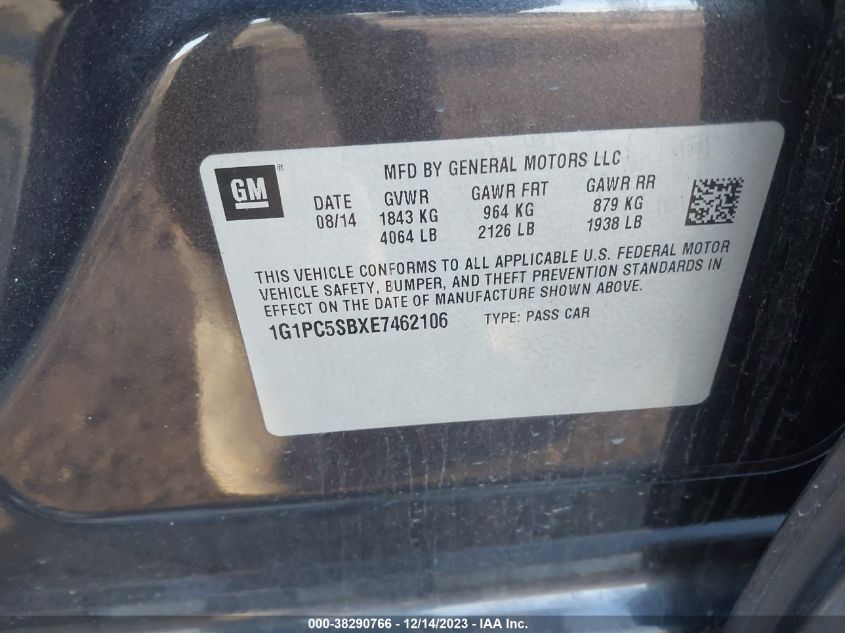 GM ®
MFD BY GENERAL MOTORS LLC
DATE GVWR GAWR FRT GAWR RR
08/14 1843 KG 964 KG 879 KG
4064 LB 2126 LB 1938 LB
THIS VEHICLE CONFORMS TO ALL APPLICABLE U.S. FEDERAL MOTOR
VEHICLE SAFETY, BUMPER, AND THEFT PREVENTION STANDARDS IN
EFFECT ON THE DATE OF MANUFACTURE SHOWN ABOVE.
1G1PC5SBXE7462106 TYPE: PASS CAR
000-38290766 - 12/14/2023 - IAA Inc.